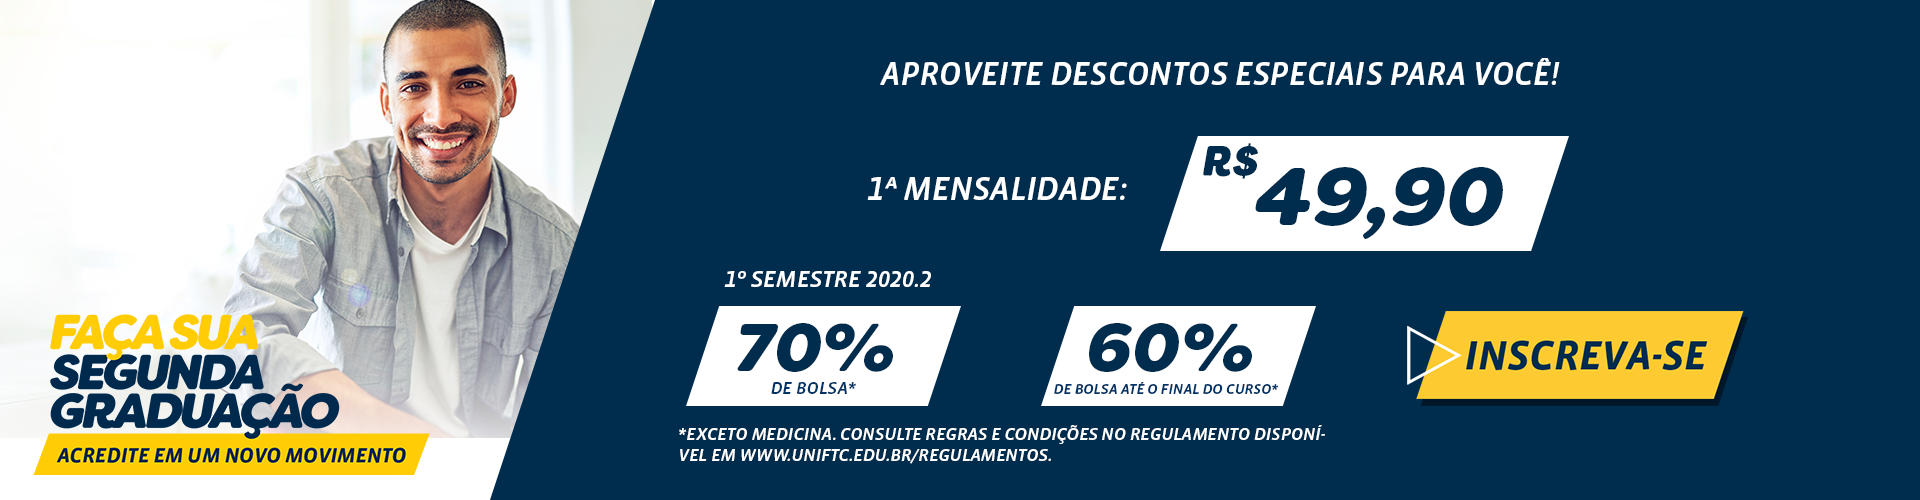 FAÇA SUA
SEGUNDA
GRADUAÇÃO
ACREDITE EM UM NOVO MOVIMENTO
APROVEITE DESCONTOS ESPECIAIS PARA VOCÊ!
1ª MENSALIDADE:
R$ 49,90
1º SEMESTRE 2020.2
70%
DE BOLSA*
60%
DE BOLSA ATÉ O FINAL DO CURSO*
INSCREVA-SE
*EXCETO MEDICINA. CONSULTE REGRAS E CONDIÇÕES NO REGULAMENTO DISPONÍ-
VEL EM WWW.UNIFTC.EDU.BR/REGULAMENTOS.